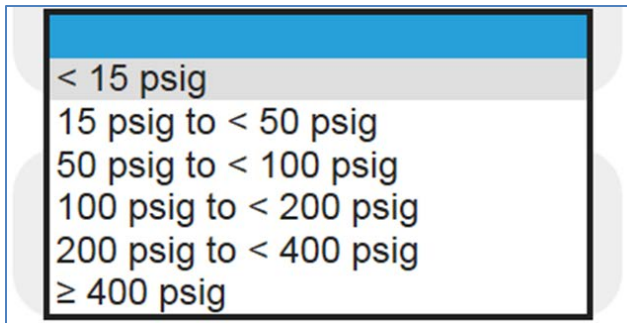 < 15 psig
15 psig to < 50 psig
50 psig to < 100 psig
100 psig to < 200 psig
200 psig to < 400 psig
≥ 400 psig